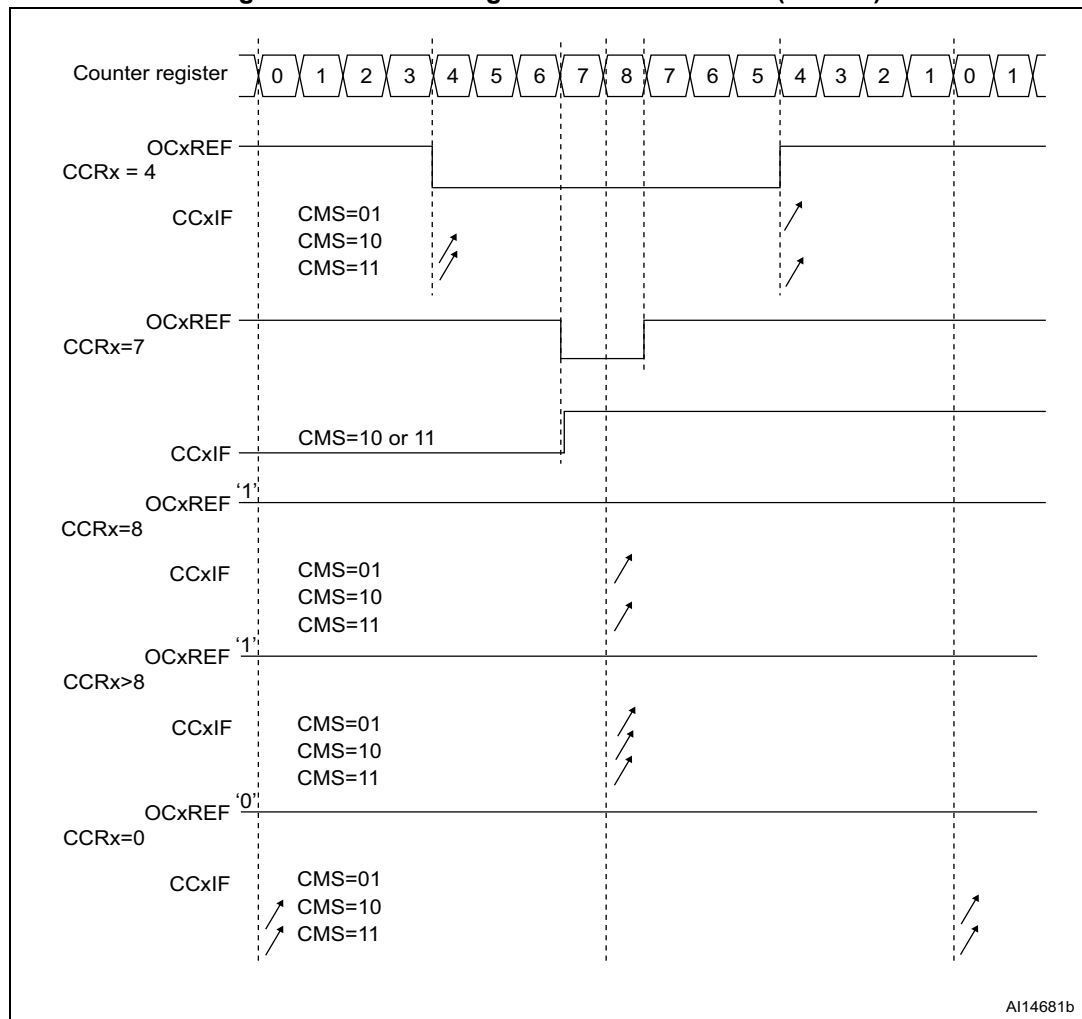 Counter register 0 1 2 3 4 5 6 7 8 7 6 5 4 3 2 1 0 1
OCxREF
CCRx = 4
CCxIF CMS=01
CMS=10
CMS=11
OCxREF
CCRx=7
CMS=10 or 11
CCxIF
OCxREF '1'
CCRx=8
CCxIF CMS=01
CMS=10
CMS=11
OCxREF '1'
CCRx>8
CCxIF CMS=01
CMS=10
CMS=11
OCxREF '0'
CCRx=0
CCxIF CMS=01
CMS=10
CMS=11
AI14681b